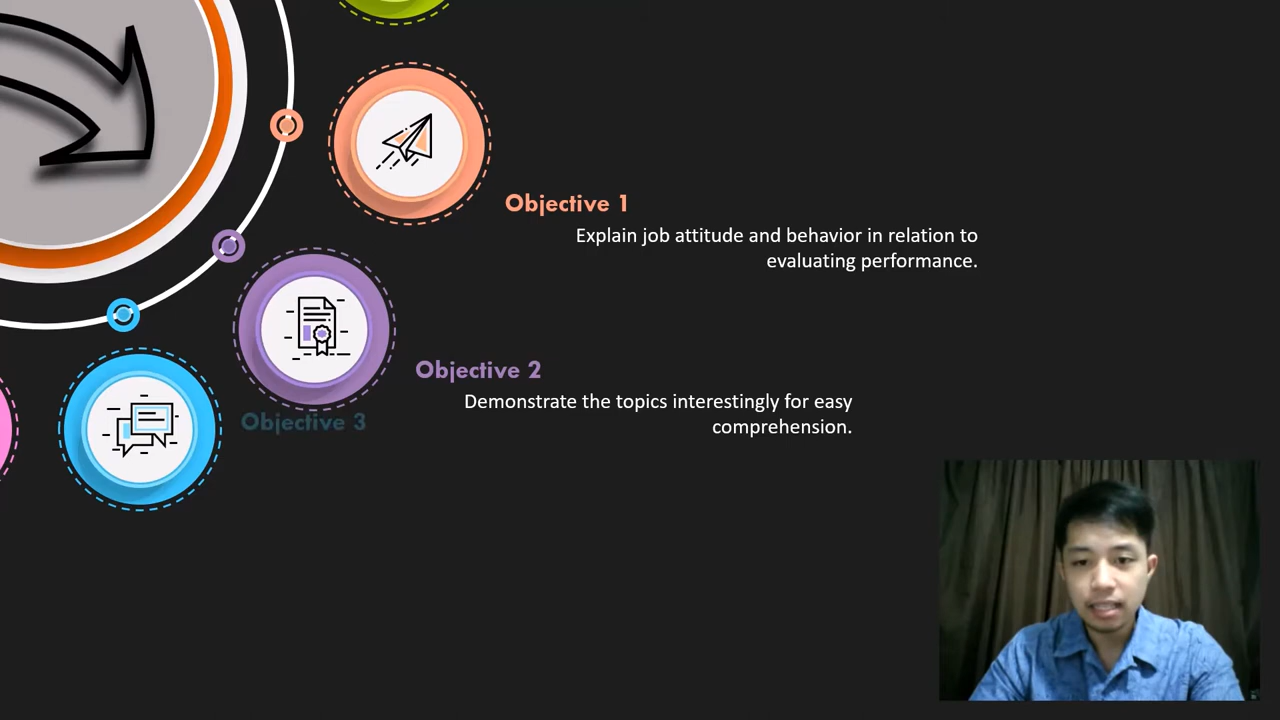 Objective 1
Explain job attitude and behavior in relation to
evaluating performance.
Objective 2
Demonstrate the topics interestingly for easy
comprehension.
Objective 3